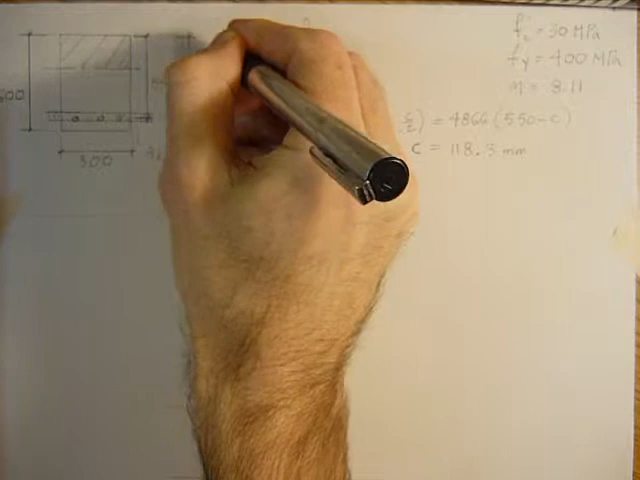 f'c = 30 MPa
fy = 400 MPa
n = 8.11
600
300
c/2) = 4866 (550-c)
c = 118.3 mm